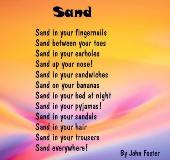 Sand
Sand in your fingernails
Sand between your toes
Sand in your earholes
Sand up your nose!
Sand in your sandwiches
Sand on your bananas
Sand in your bed at night
Sand in your pyjamas!
Sand in your sandals
Sand in your hair
Sand in your trousers
Sand everywhere!
By John Foster